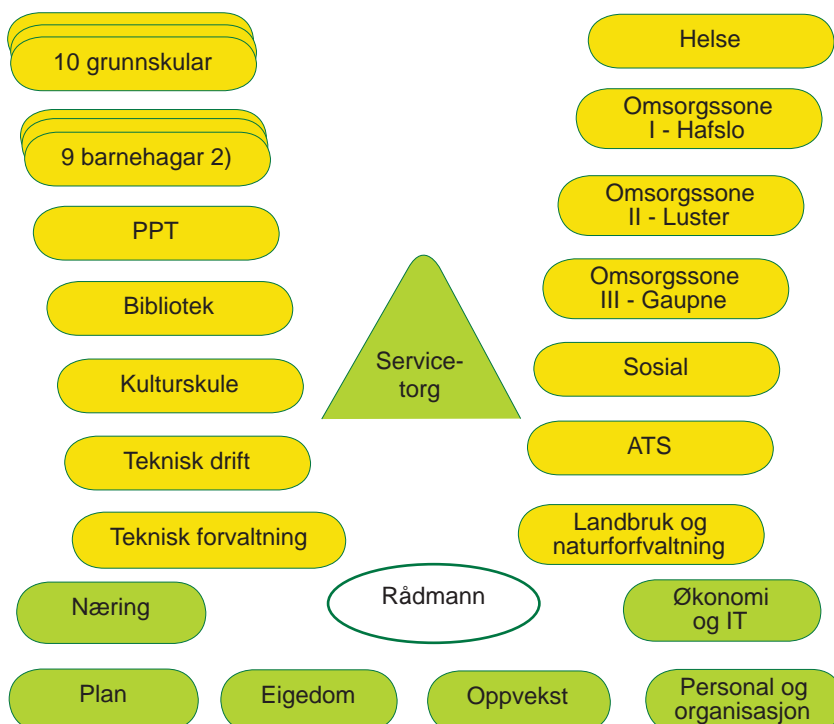 10 grunnskular
9 barnehagar 2)
PPT
Bibliotek
Kulturskule
Teknisk drift
Teknisk forvaltning
Service-
torg
Helse
Omsorgssone
I - Hafslo
Omsorgssone
II - Luster
Omsorgssone
III - Gaupne
Sosial
ATS
Landbruk og
naturforfvaltning
Næring
Rådmann
Økonomi
og IT
Plan
Eigedom
Oppvekst
Personal og
organisasjon